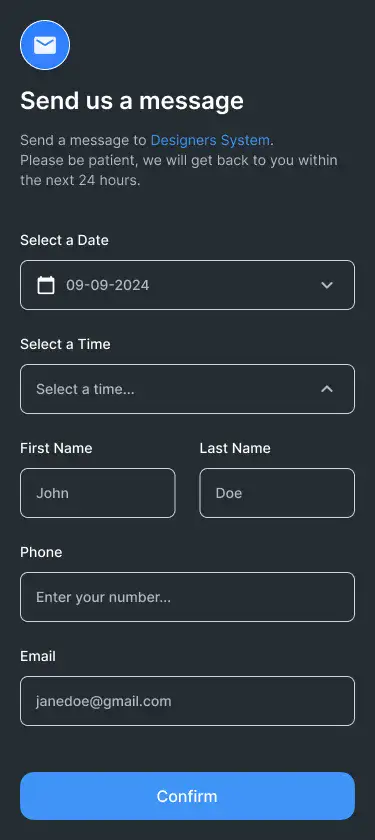 Send us a message
Send a message to Designers System.
Please be patient, we will get back to you within
the next 24 hours.
Select a Date
09-09-2024
Select a Time
Select a time...
First Name Last Name
John Doe
Phone
Enter your number...
Email
janedoe@gmail.com
Confirm